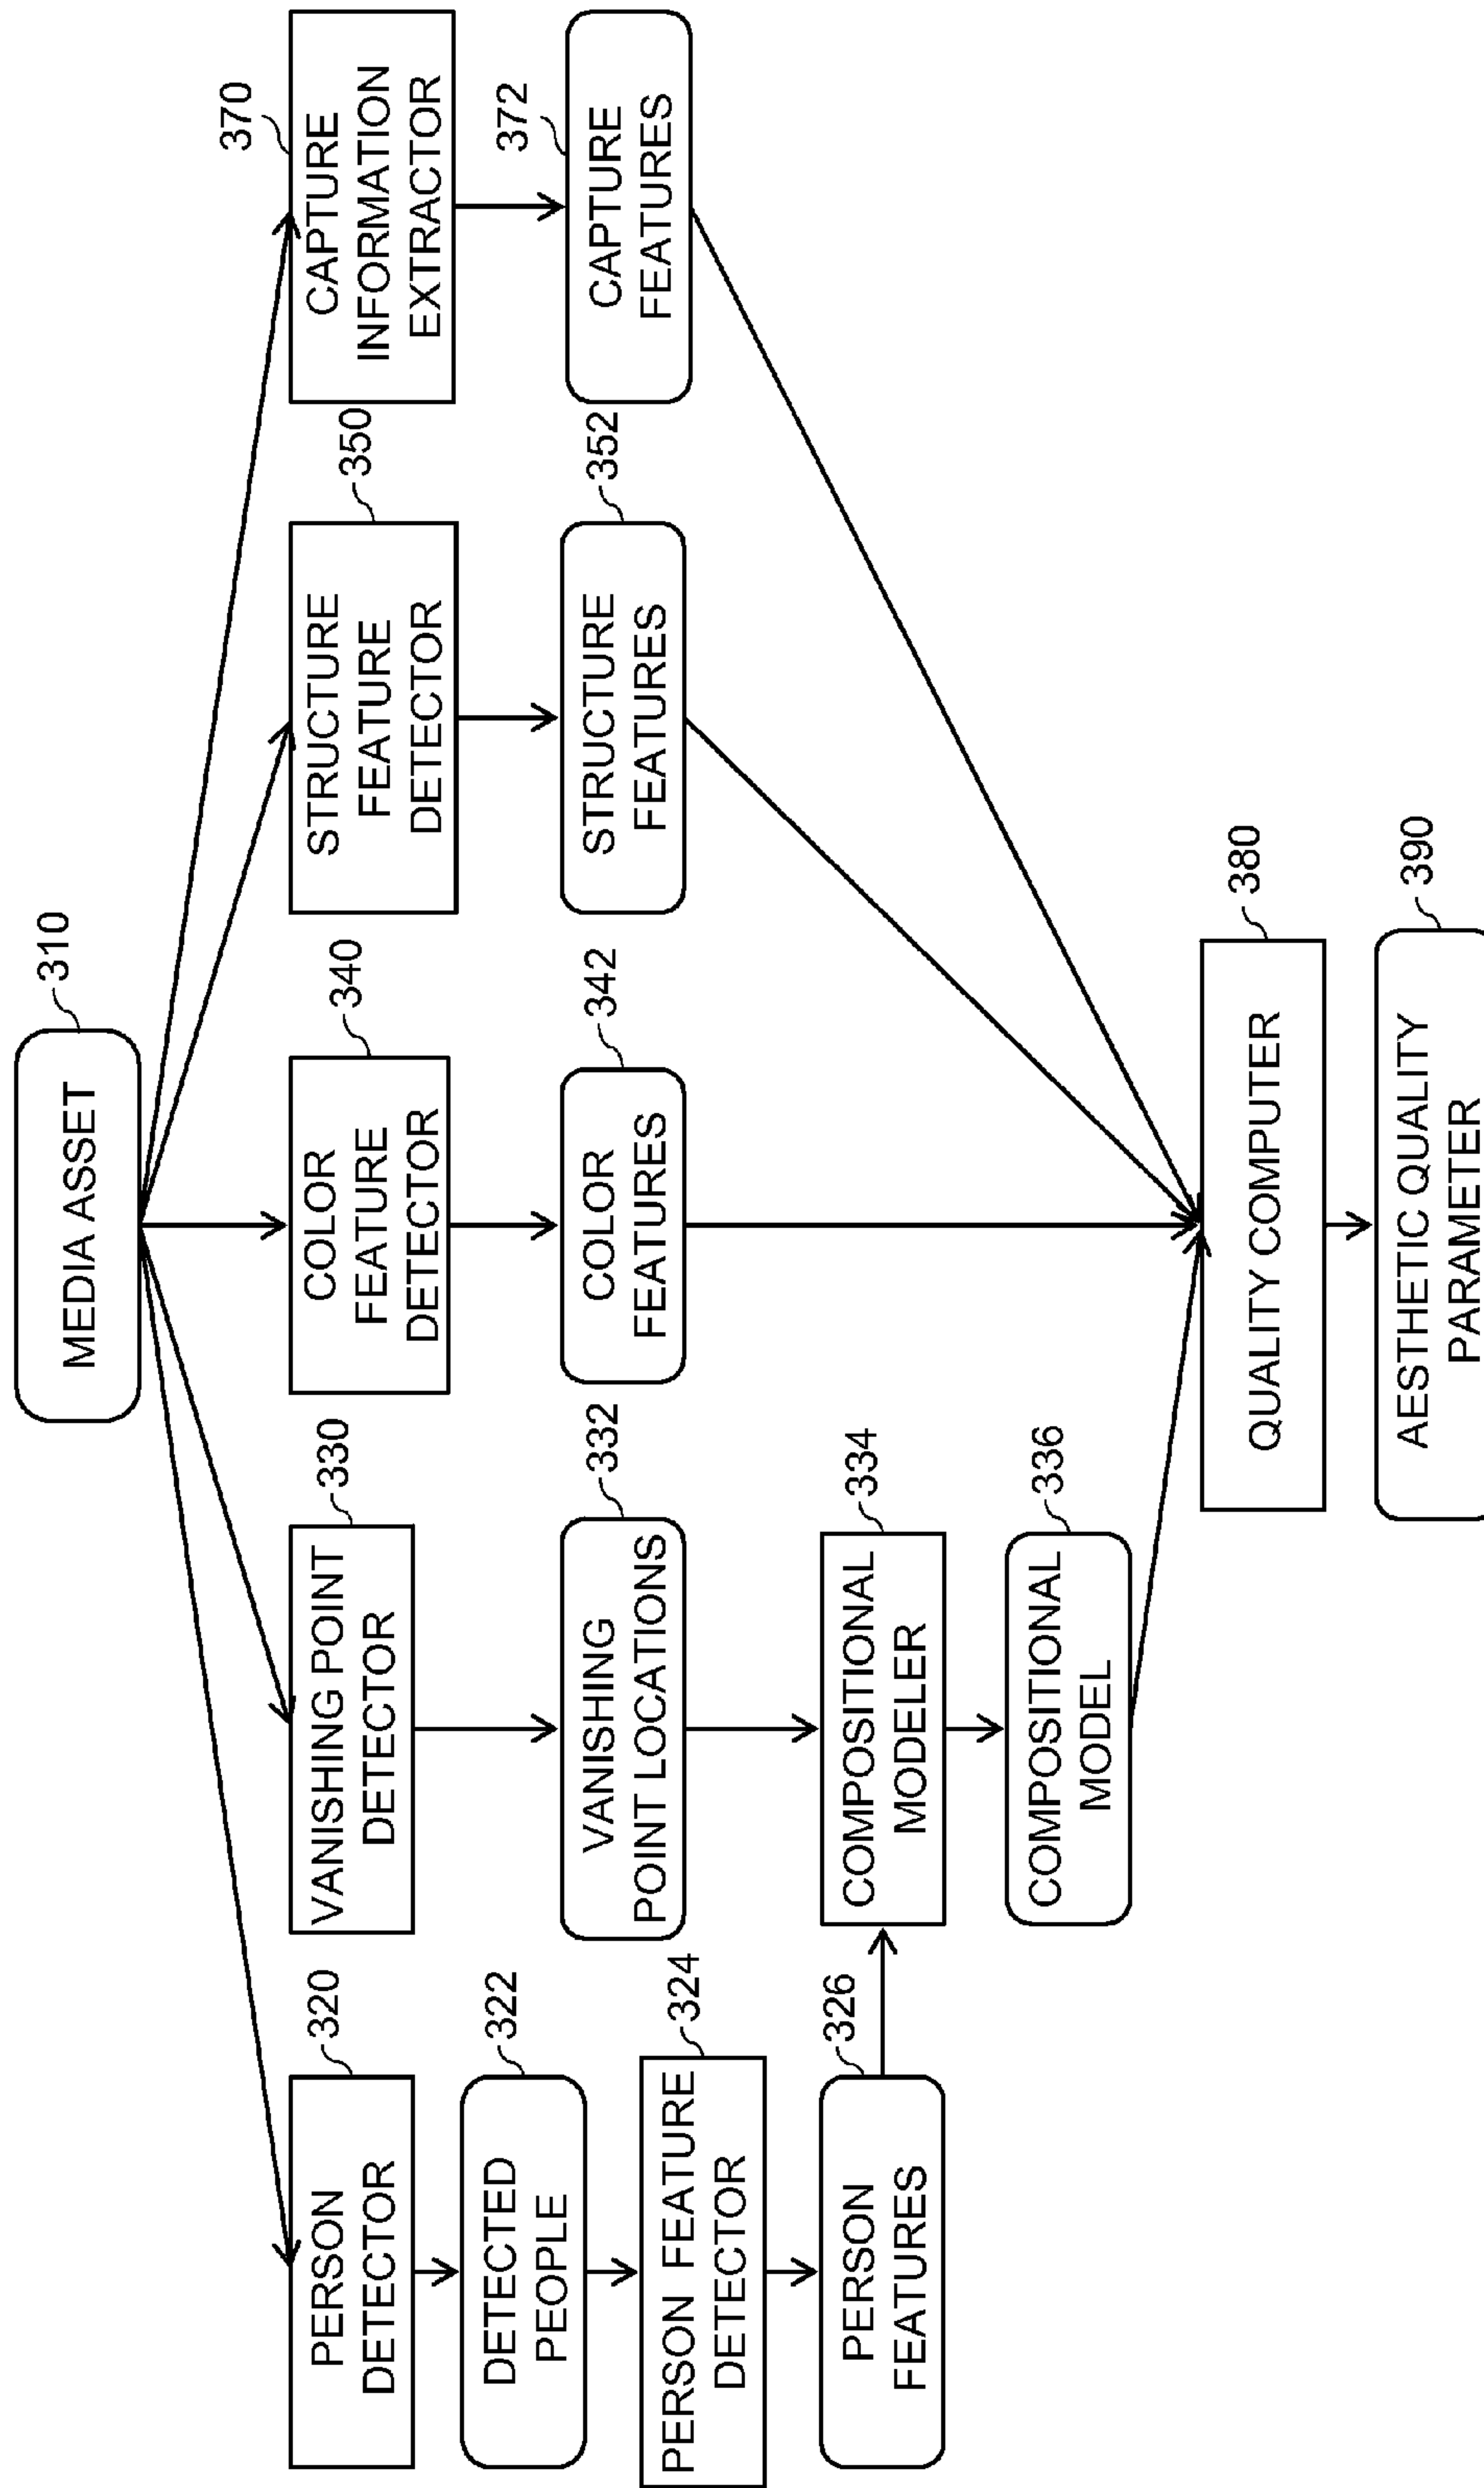 MEDIA ASSET
310
PERSON
DETECTOR
320
DETECTED
PEOPLE
322
PERSON FEATURE
DETECTOR
324
PERSON
FEATURES
326
VANISHING POINT
DETECTOR
330
VANISHING
POINT LOCATIONS
332
COMPOSITIONAL
MODELER
334
COMPOSITIONAL
MODEL
336
COLOR
FEATURE
DETECTOR
340
COLOR
FEATURES
342
STRUCTURE
FEATURE
DETECTOR
350
STRUCTURE
FEATURES
352
CAPTURE
INFORMATION
EXTRACTOR
370
CAPTURE
FEATURES
372
QUALITY COMPUTER
380
AESTHETIC QUALITY
PARAMETER
390